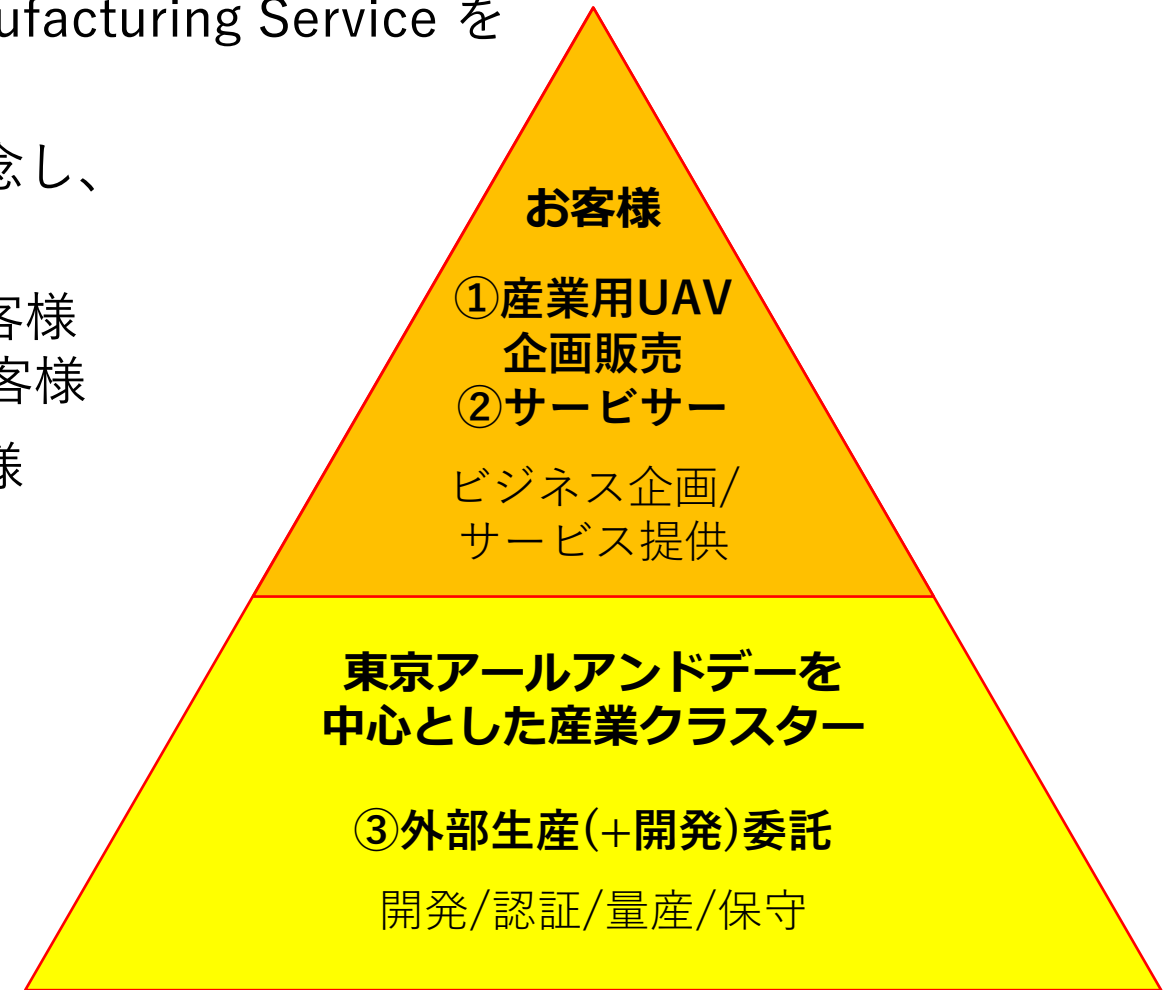 ufacturing Service を
念し、
客様
客様
様
お客様
①産業用UAV
企画販売
②サービサー
ビジネス企画/
サービス提供
東京アールアンドデーを
中心とした産業クラスター
③外部生産(+開発)委託
開発/認証/量産/保守